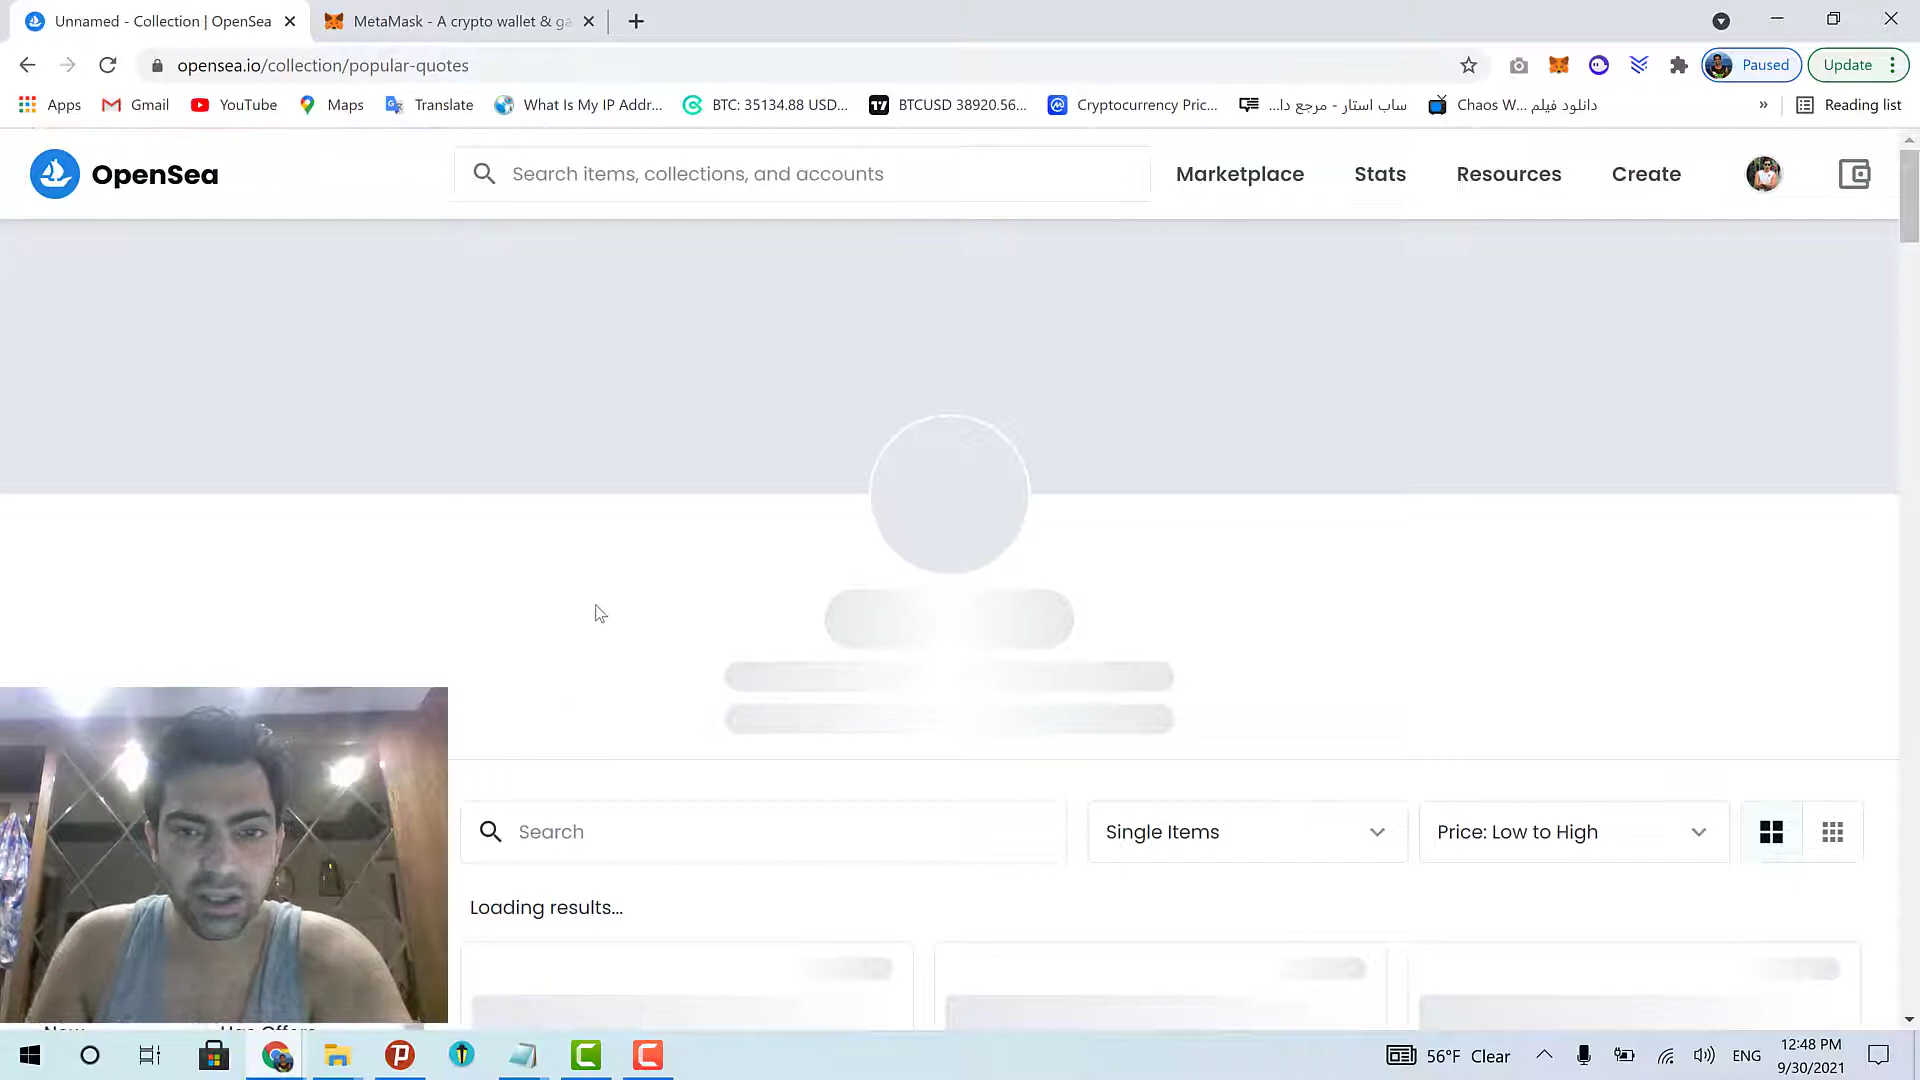 Unnamed - Collection | OpenSea
MetaMask - A crypto wallet & ga
opensea.io/collection/popular-quotes
Paused
Update
Apps
Gmail
YouTube
Maps
Translate
What Is My IP Addr...
BTC: 35134.88 USD...
BTCUSD 38920.56...
Cryptocurrency Pric...
ساب استار - مرجع دا...
دانلود فیلم Chaos W...
»
Reading list
OpenSea
Search items, collections, and accounts
Marketplace
Stats
Resources
Create
Search
Single Items
Price: Low to High
Loading results...
New
Has Offers
56°F Clear
ENG
12:48 PM
9/30/2021